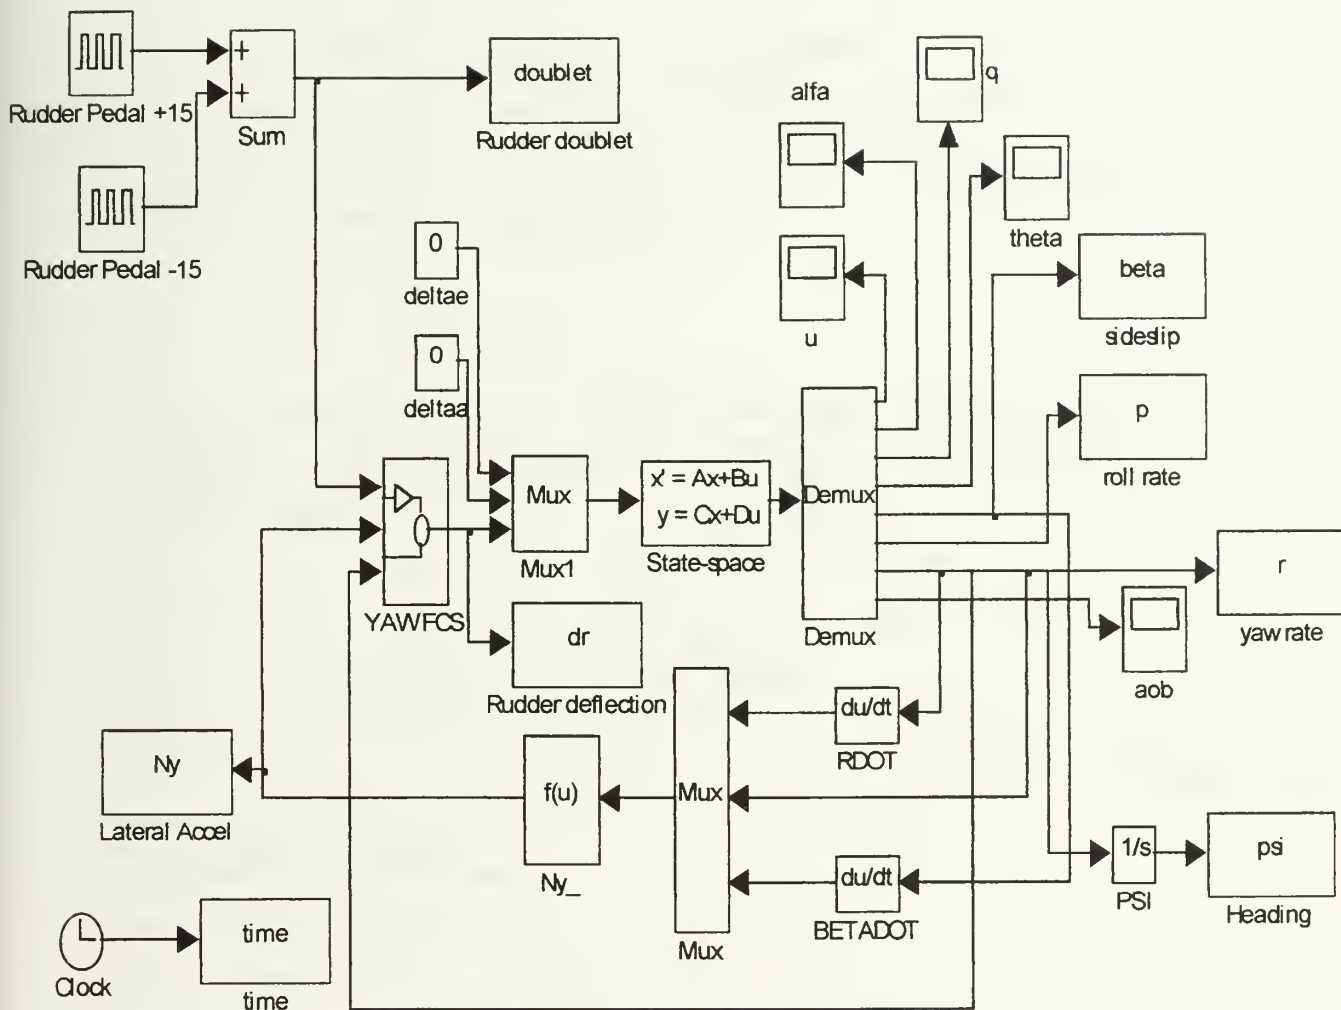 Rudder Pedal +15
+
+
Sum
doublet
Rudder doublet
Rudder Pedal -15
alfa
q
theta
u
beta
sideslip
p
roll rate
0
deltae
0
deltaa
YAWFCS
Mux
Mux1
x' = Ax+Bu
y = Cx+Du
State-space
Demux
Demux
r
yaw rate
aob
dr
Rudder deflection
du/dt
RDOT
Ny
Lateral Accel
f(u)
Ny_
Mux
Mux
du/dt
BETADOT
1/s
PSI
psi
Heading
Clock
time
time